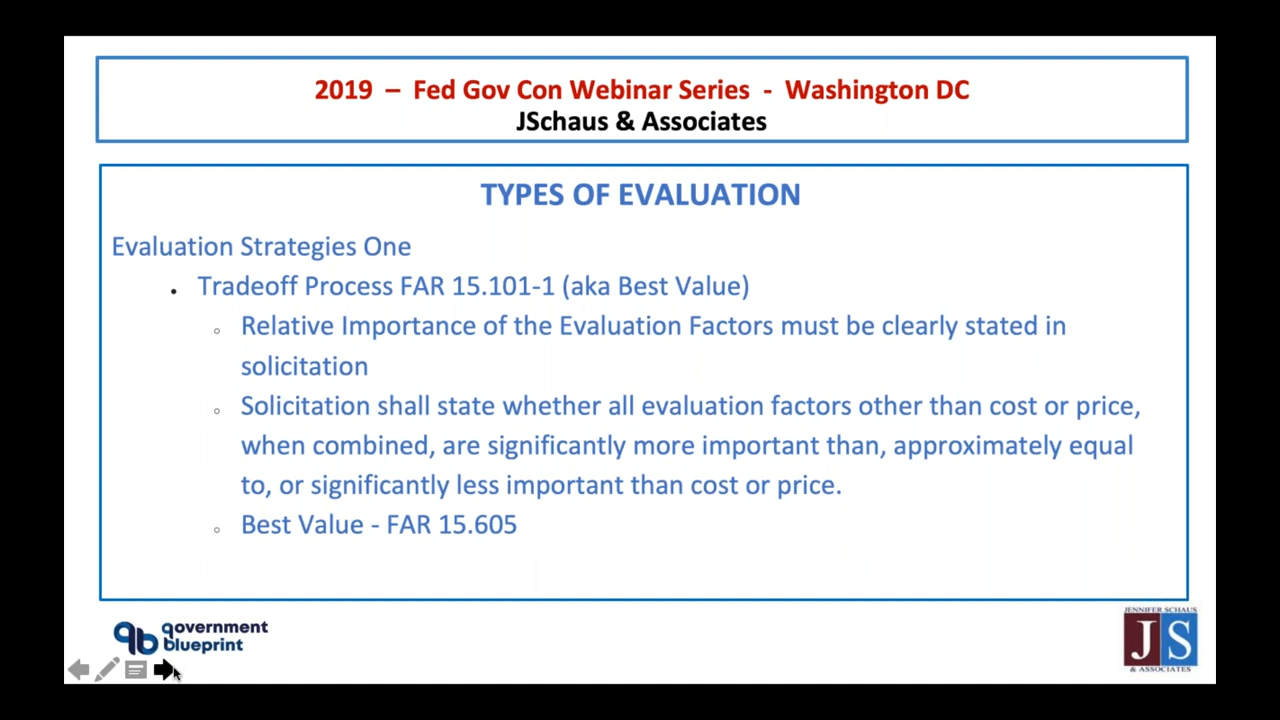 2019 – Fed Gov Con Webinar Series - Washington DC
JSchaus & Associates
TYPES OF EVALUATION
Evaluation Strategies One
• Tradeoff Process FAR 15.101-1 (aka Best Value)
○ Relative Importance of the Evaluation Factors must be clearly stated in
solicitation
○ Solicitation shall state whether all evaluation factors other than cost or price,
when combined, are significantly more important than, approximately equal
to, or significantly less important than cost or price.
○ Best Value - FAR 15.605
gb government
blueprint
JENNIFER SCHAUS
JS
& ASSOCIATES